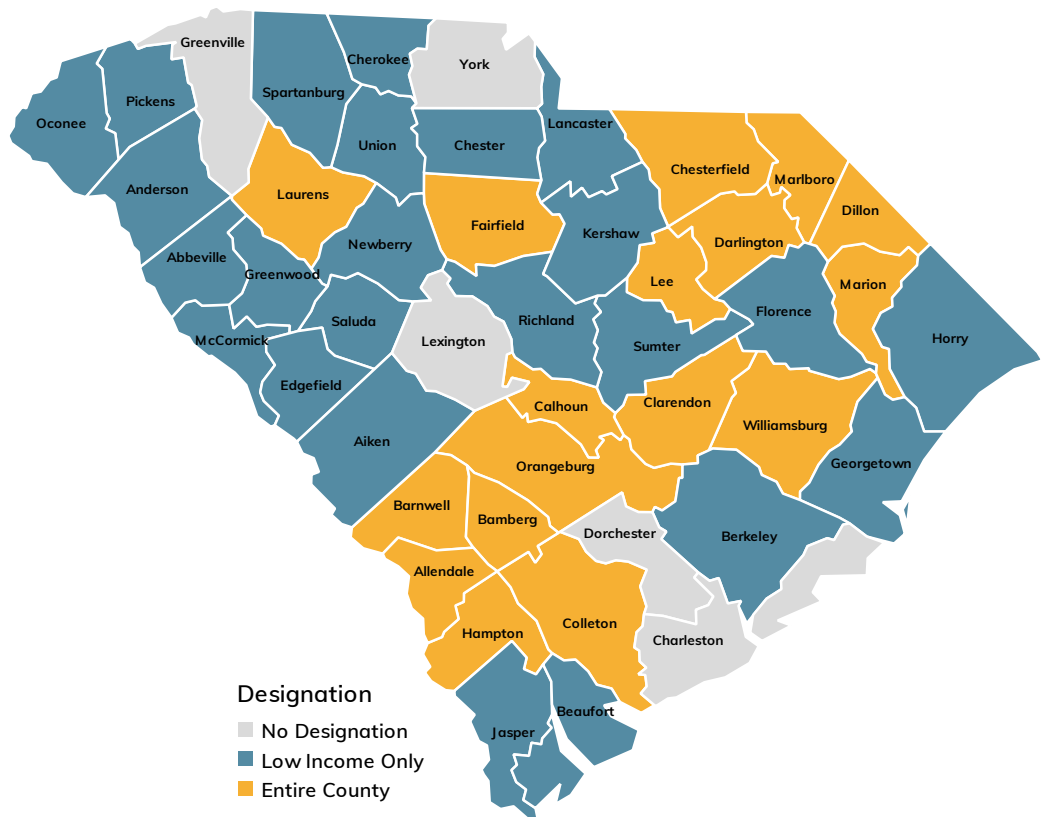 Greenville
Cherokee
York
Spartanburg
Pickens
Oconee
Lancaster
Union
Chester
Chesterfield
Marlboro
Anderson
Laurens
Dillon
Fairfield
Kershaw
Darlington
Newberry
Abbeville
Greenwood
Lee
Marion
Florence
Saluda
Richland
McCormick
Lexington
Sumter
Horry
Edgefield
Clarendon
Calhoun
Williamsburg
Aiken
Orangeburg
Georgetown
Barnwell
Bamberg
Dorchester
Berkeley
Allendale
Colleton
Hampton
Charleston
Beaufort
Jasper
Designation
No Designation
Low Income Only
Entire County